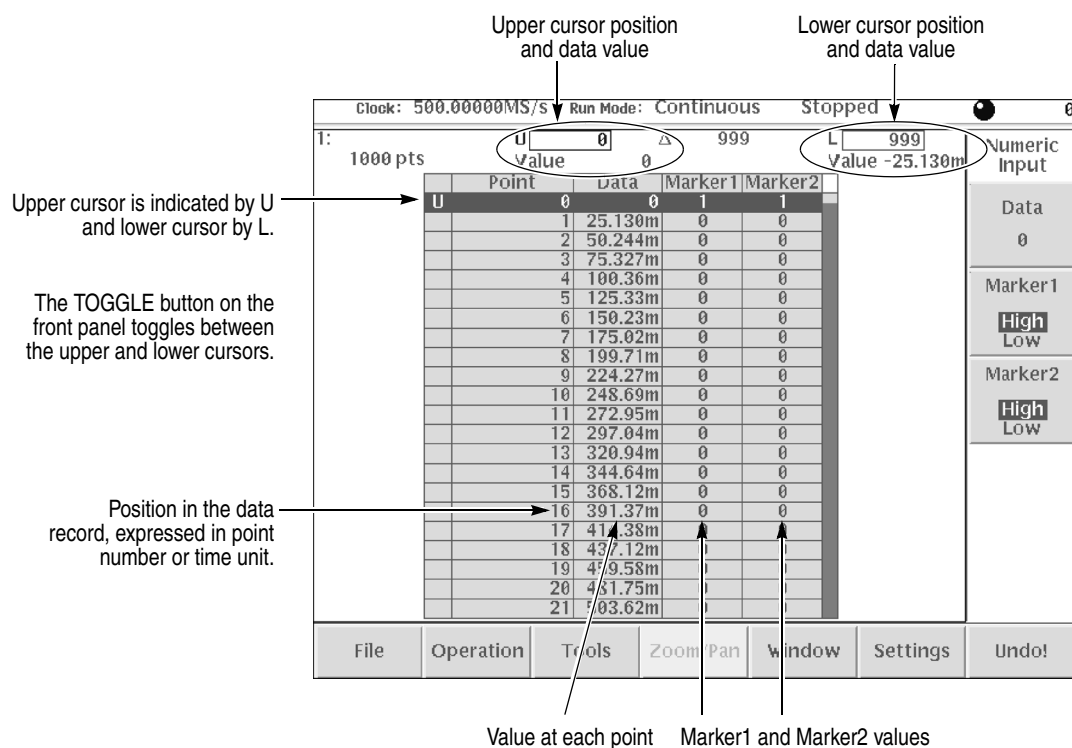 Upper cursor position
and data value
Lower cursor position
and data value
Clock: 500.00000MS/s Run Mode: Continuous Stopped 0
1: U 0 Δ 999 L 999
1000 pts Value 0 Value -25.130m
Numeric
Input
Point Data Marker1 Marker2
U 0 0 1 1
1 25.130m 0 0
2 50.244m 0 0
3 75.327m 0 0
4 100.36m 0 0
5 125.33m 0 0
6 150.23m 0 0
7 175.02m 0 0
8 199.71m 0 0
9 224.27m 0 0
10 248.69m 0 0
11 272.95m 0 0
12 297.04m 0 0
13 320.94m 0 0
14 344.64m 0 0
15 368.12m 0 0
16 391.37m 0 0
17 0
18
19
20
21
Upper cursor is indicated by U
and lower cursor by L.
The TOGGLE button on the
front panel toggles between
the upper and lower cursors.
Position in the data
record, expressed in point
number or time unit.
Data
0
Marker1
High
Low
Marker2
High
Low
File Operation Tools Zoom/Pan Window Settings Undo!
Value at each point
Marker1 and Marker2 values